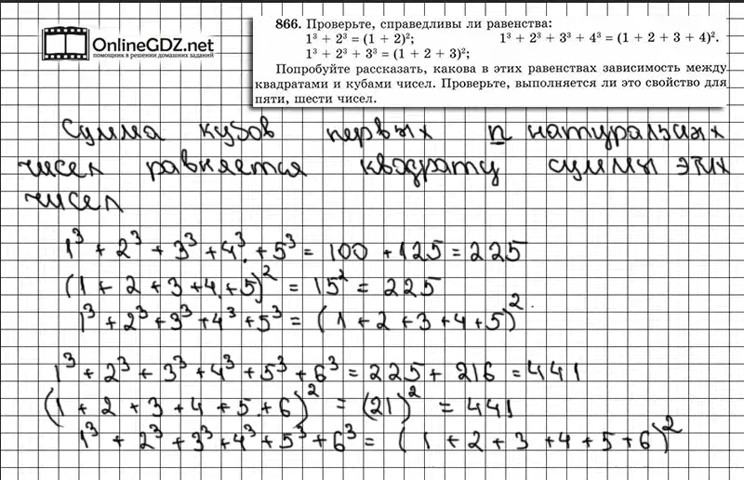 OnlineGDZ.net
помощник в решении домашних заданий
866. Проверьте, справедливы ли равенства:
1³ + 2³ = (1 + 2)²; 1³ + 2³ + 3³ + 4³ = (1 + 2 + 3 + 4)².
1³ + 2³ + 3³ = (1 + 2 + 3)²;
Попробуйте рассказать, какова в этих равенствах зависимость между
квадратами и кубами чисел. Проверьте, выполняется ли это свойство для
пяти, шести чисел.
Сумма кубов первых n натуральных
чисел равняется квадрату суммы этих
чисел
1³ + 2³ + 3³ + 4³ + 5³ = 100 + 125 = 225
(1 + 2 + 3 + 4 + 5)² = 15² = 225
1³ + 2³ + 3³ + 4³ + 5³ = (1 + 2 + 3 + 4 + 5)².
1³ + 2³ + 3³ + 4³ + 5³ + 6³ = 225 + 216 = 441
(1 + 2 + 3 + 4 + 5 + 6)² = (21)² = 441
1³ + 2³ + 3³ + 4³ + 5³ + 6³ = (1 + 2 + 3 + 4 + 5 + 6)²